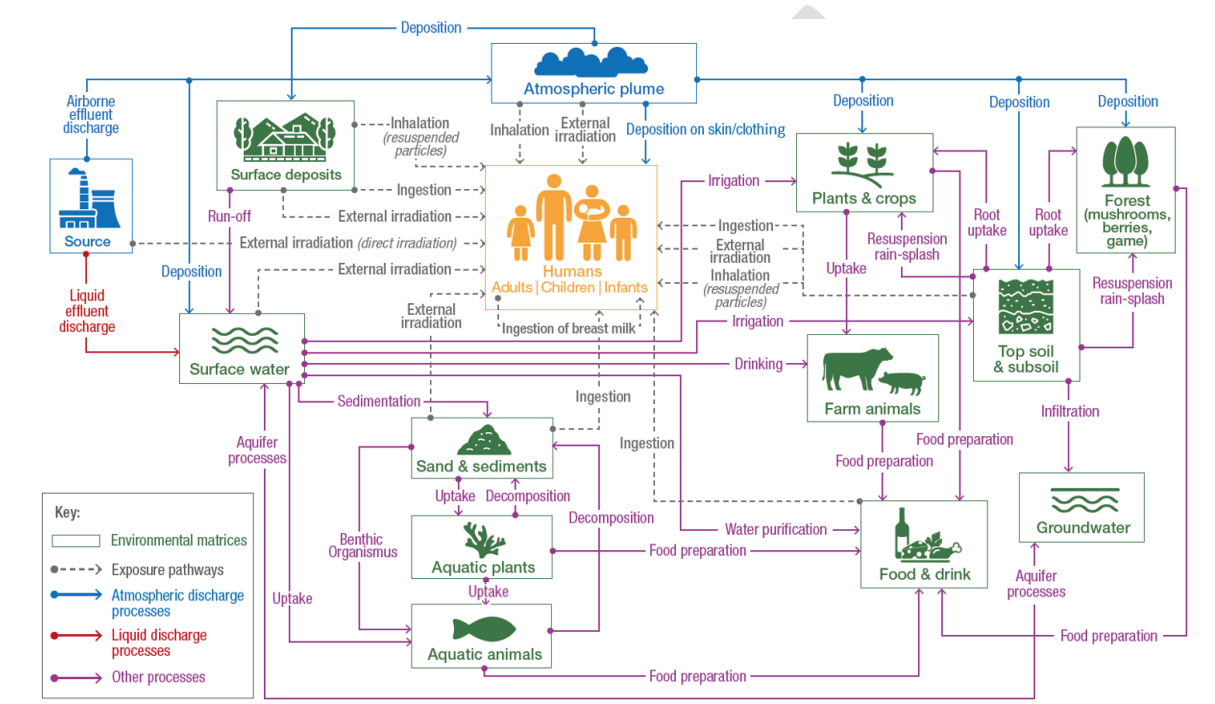 Deposition
Atmospheric plume
Airborne
effluent
discharge
Deposition
Deposition
Deposition
Inhalation
(resuspended
particles)
Inhalation
External
irradiation
Deposition on skin/clothing
Surface deposits
Ingestion
Irrigation
Plants & crops
Forest
(mushrooms,
berries,
game)
Source
Run-off
External irradiation
External irradiation (direct irradiation)
Ingestion
External
irradiation
Inhalation
(resuspended
particles)
Resuspension
rain-splash
Root
uptake
Root
uptake
Uptake
Deposition
External irradiation
Humans
Adults | Children | Infants
Resuspension
rain-splash
Liquid
effluent
discharge
External
irradiation
Ingestion of breast milk
Irrigation
Top soil
& subsoil
Surface water
Drinking
Farm animals
Sedimentation
Ingestion
Infiltration
Aquifer
processes
Ingestion
Food preparation
Food preparation
Sand & sediments
Uptake
Decomposition
Decomposition
Groundwater
Water purification
Benthic
Organismus
Aquatic plants
Food preparation
Food & drink
Aquifer
processes
Uptake
Uptake
Aquatic animals
Food preparation
Food preparation
Key:
Environmental matrices
Exposure pathways
Atmospheric discharge
processes
Liquid discharge
processes
Other processes